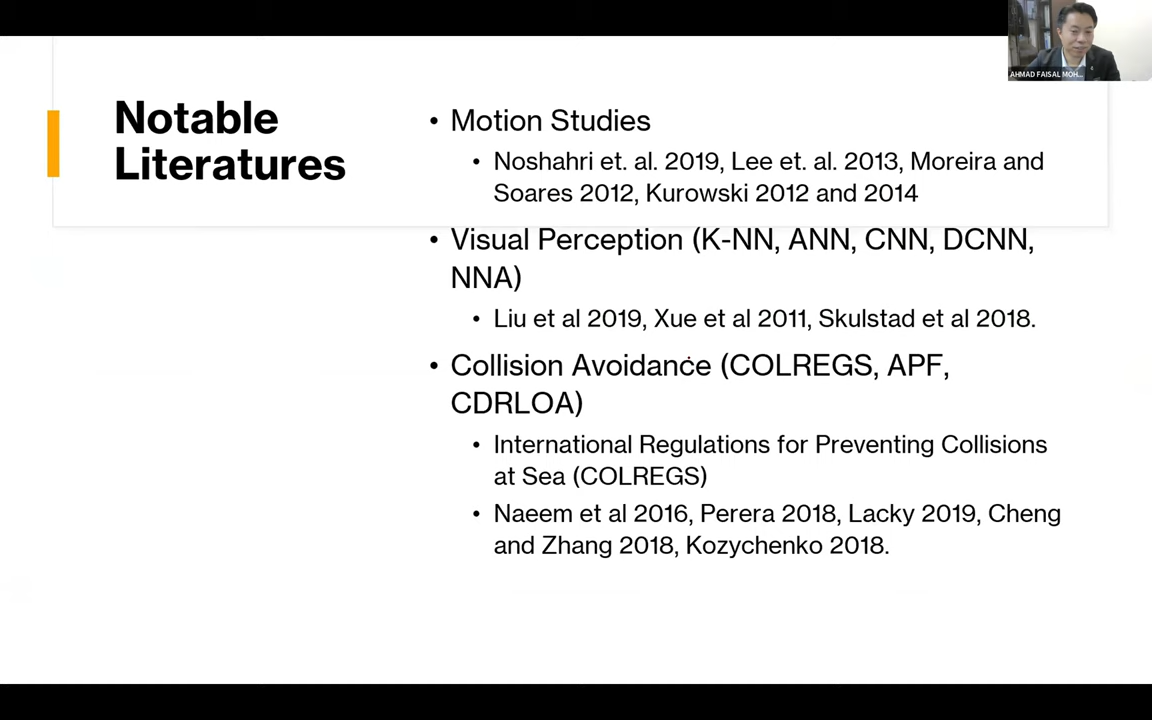 AHMAD FAISAL MOH...
Notable
Literatures
• Motion Studies
• Noshahri et. al. 2019, Lee et. al. 2013, Moreira and
Soares 2012, Kurowski 2012 and 2014
• Visual Perception (K-NN, ANN, CNN, DCNN,
NNA)
• Liu et al 2019, Xue et al 2011, Skulstad et al 2018.
• Collision Avoidance (COLREGS, APF,
CDRLOA)
• International Regulations for Preventing Collisions
at Sea (COLREGS)
• Naeem et al 2016, Perera 2018, Lacky 2019, Cheng
and Zhang 2018, Kozychenko 2018.